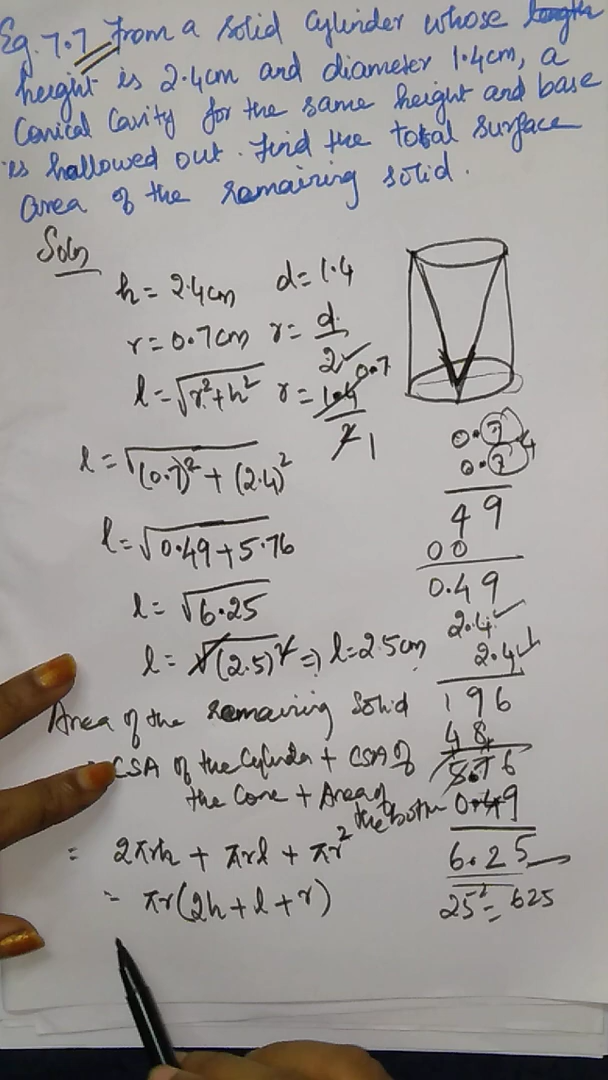 Eg. 7.7 From a solid cylinder whose length
height is 2.4cm and diameter 1.4cm, a
Conical Cavity for the same height and base
is hallowed out. Find the total surface
area of the remaining solid.
Soln
h = 2.4cm d = 1.4
r = 0.7cm r = d/2
l = √r²+h² r = 1.4/2 0.7 1
l = √(0.7)² + (2.4)²
l = √0.49+5.76
l = √6.25
l = √(2.5)² ⇒ l = 2.5cm
Area of the remaining Solid
CSA of the Cylinder + CSA of
the Cone + Area of the bottom
= 2πrh + πrl + πr²
= πr(2h + l + r)
0.7
0.7
49
00
0.49
2.4
2.4
196
48
5.76
0.49
6.25
25² = 625